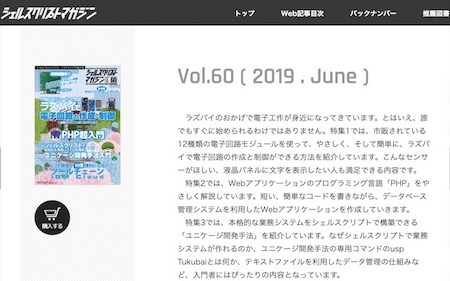 シェルスクリプトマガジン
トップ Web記事目次 バックナンバー 推薦図書
Vol.60 ( 2019 . June )
ラズパイで
電子回路の作成と制御
PHP超入門
シェルスクリプトで
ユニケージ開発手法入門
ツールチェーン
購入する
ラズパイのおかげで電子工作が身近になってきています。とはいえ、誰
でもすぐに始められるわけではありません。特集1では、市販されている
12種類の電子回路モジュールを使って、やさしく、そして簡単に、ラズパ
イで電子回路の作成と制御ができる方法を紹介しています。こんなセンサ
ーがほしい、液晶パネルに文字を表示したい人も満足できる内容です。
特集2では、Webアプリケーションのプログラミング言語「PHP」をや
さしく解説しています。短い、簡単なコードを書きながら、データベース
管理システムを利用したWebアプリケーションを作成していきます。
特集3では、本格的な業務システムをシェルスクリプトで構築できる
「ユニケージ開発手法」を紹介しています。なぜシェルスクリプトで業務
システムが作れるのか、ユニケージ開発手法の専用コマンドのusp
Tukubaiとは何か、テキストファイルを利用したデータ管理の仕組みな
ど、入門者にはぴったりの内容となっています。